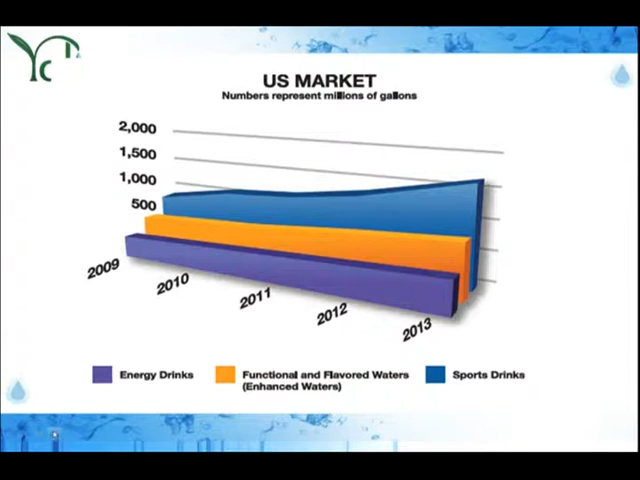 YC
US MARKET
Numbers represent millions of gallons
2,000
1,500
1,000
500
2009
2010
2011
2012
2013
Energy Drinks
Functional and Flavored Waters
(Enhanced Waters)
Sports Drinks